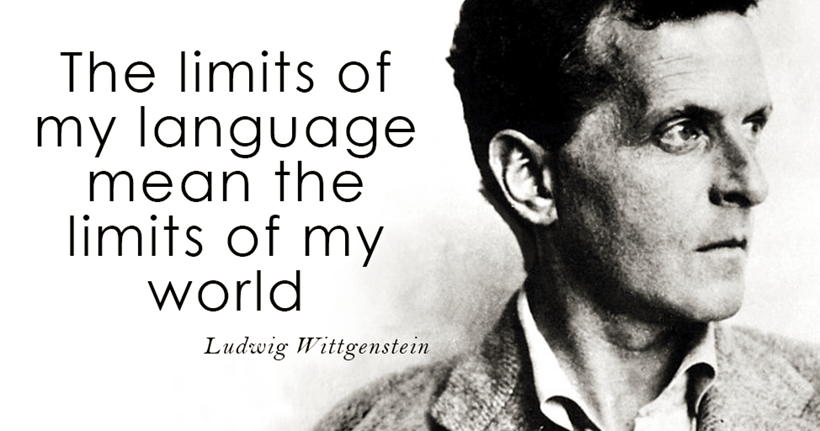 The limits of
my language
mean the
limits of my
world
Ludwig Wittgenstein